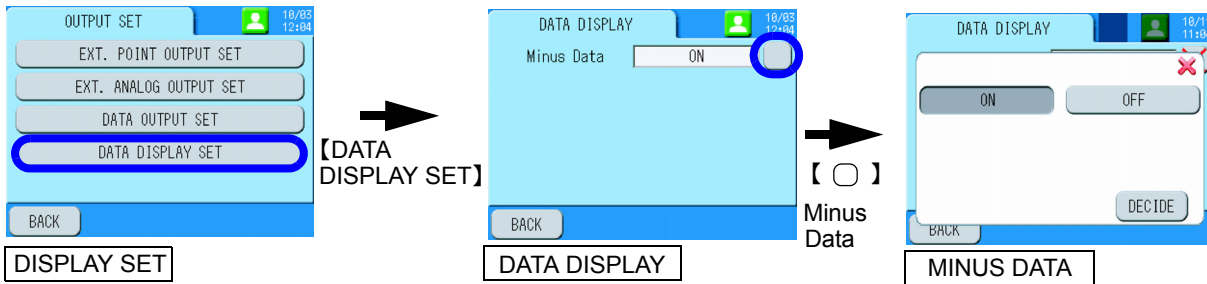 OUTPUT SET
10/03
12:04
EXT. POINT OUTPUT SET
EXT. ANALOG OUTPUT SET
DATA OUTPUT SET
DATA DISPLAY SET
BACK
DISPLAY SET
【DATA
DISPLAY SET】
DATA DISPLAY
10/03
12:04
Minus Data
ON
BACK
DATA DISPLAY
【 】
Minus
Data
DATA DISPLAY
ON
OFF
DECIDE
BACK
MINUS DATA